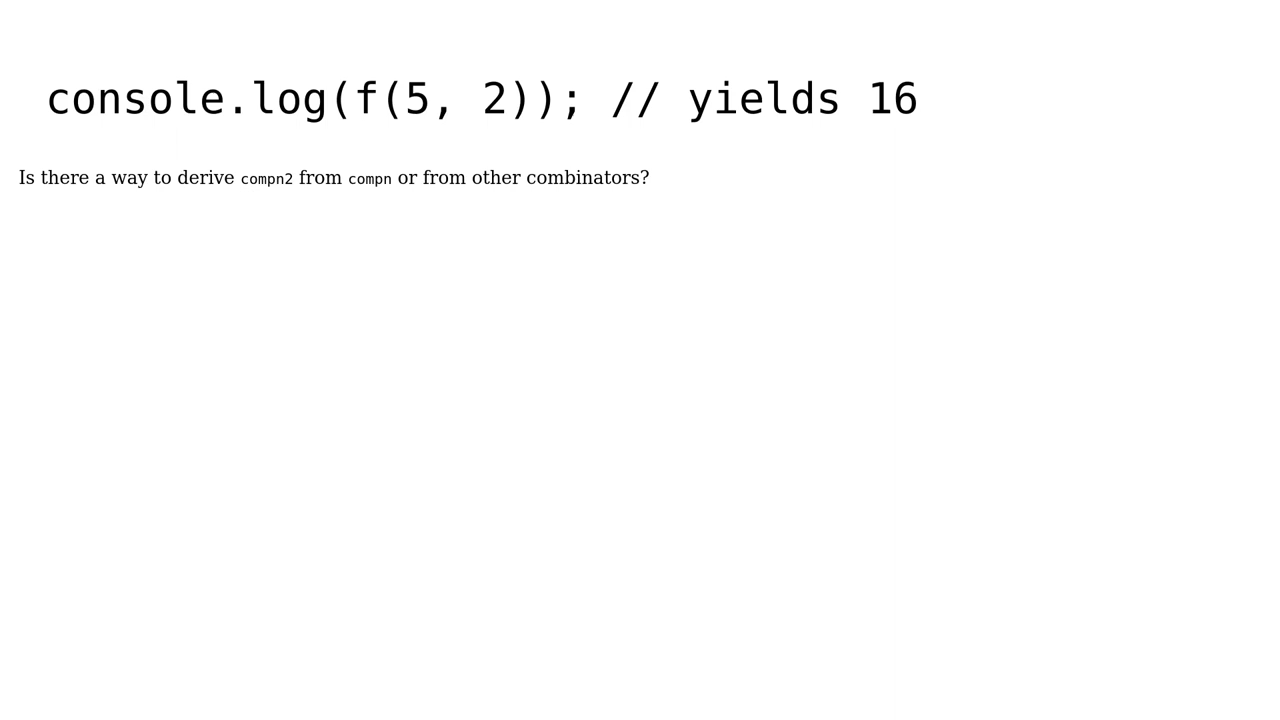 console.log(f(5, 2)); // yields 16
Is there a way to derive compn2 from compn or from other combinators?